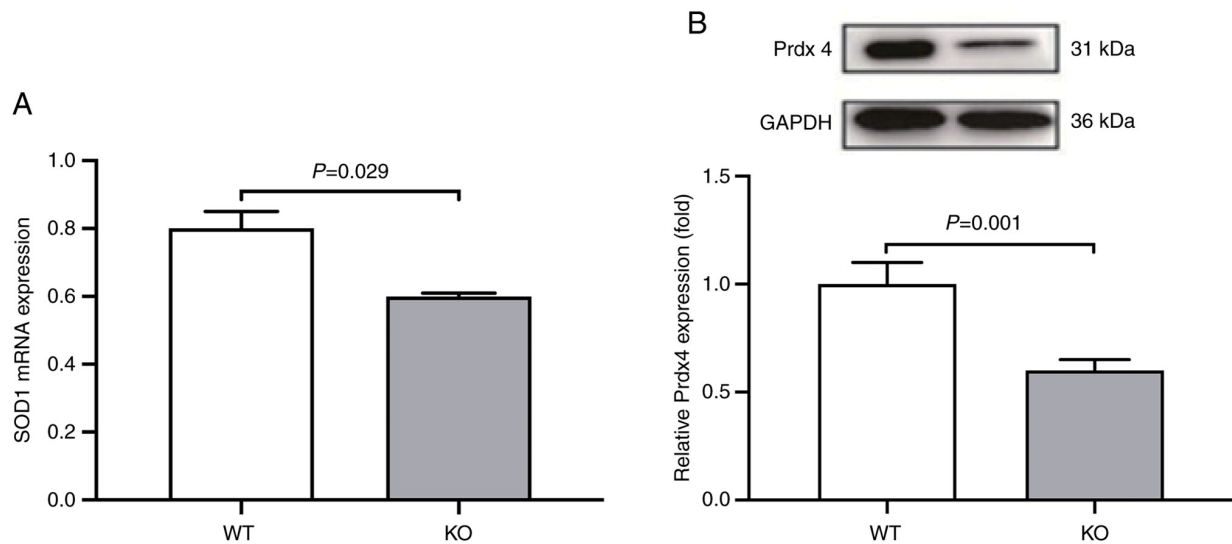 A
SOD1 mRNA expression
1.0
0.8
0.6
0.4
0.2
0.0
P=0.029
WT KO
B
Prdx 4 31 kDa
GAPDH 36 kDa
Relative Prdx4 expression (fold)
1.5
1.0
0.5
0.0
P=0.001
WT KO